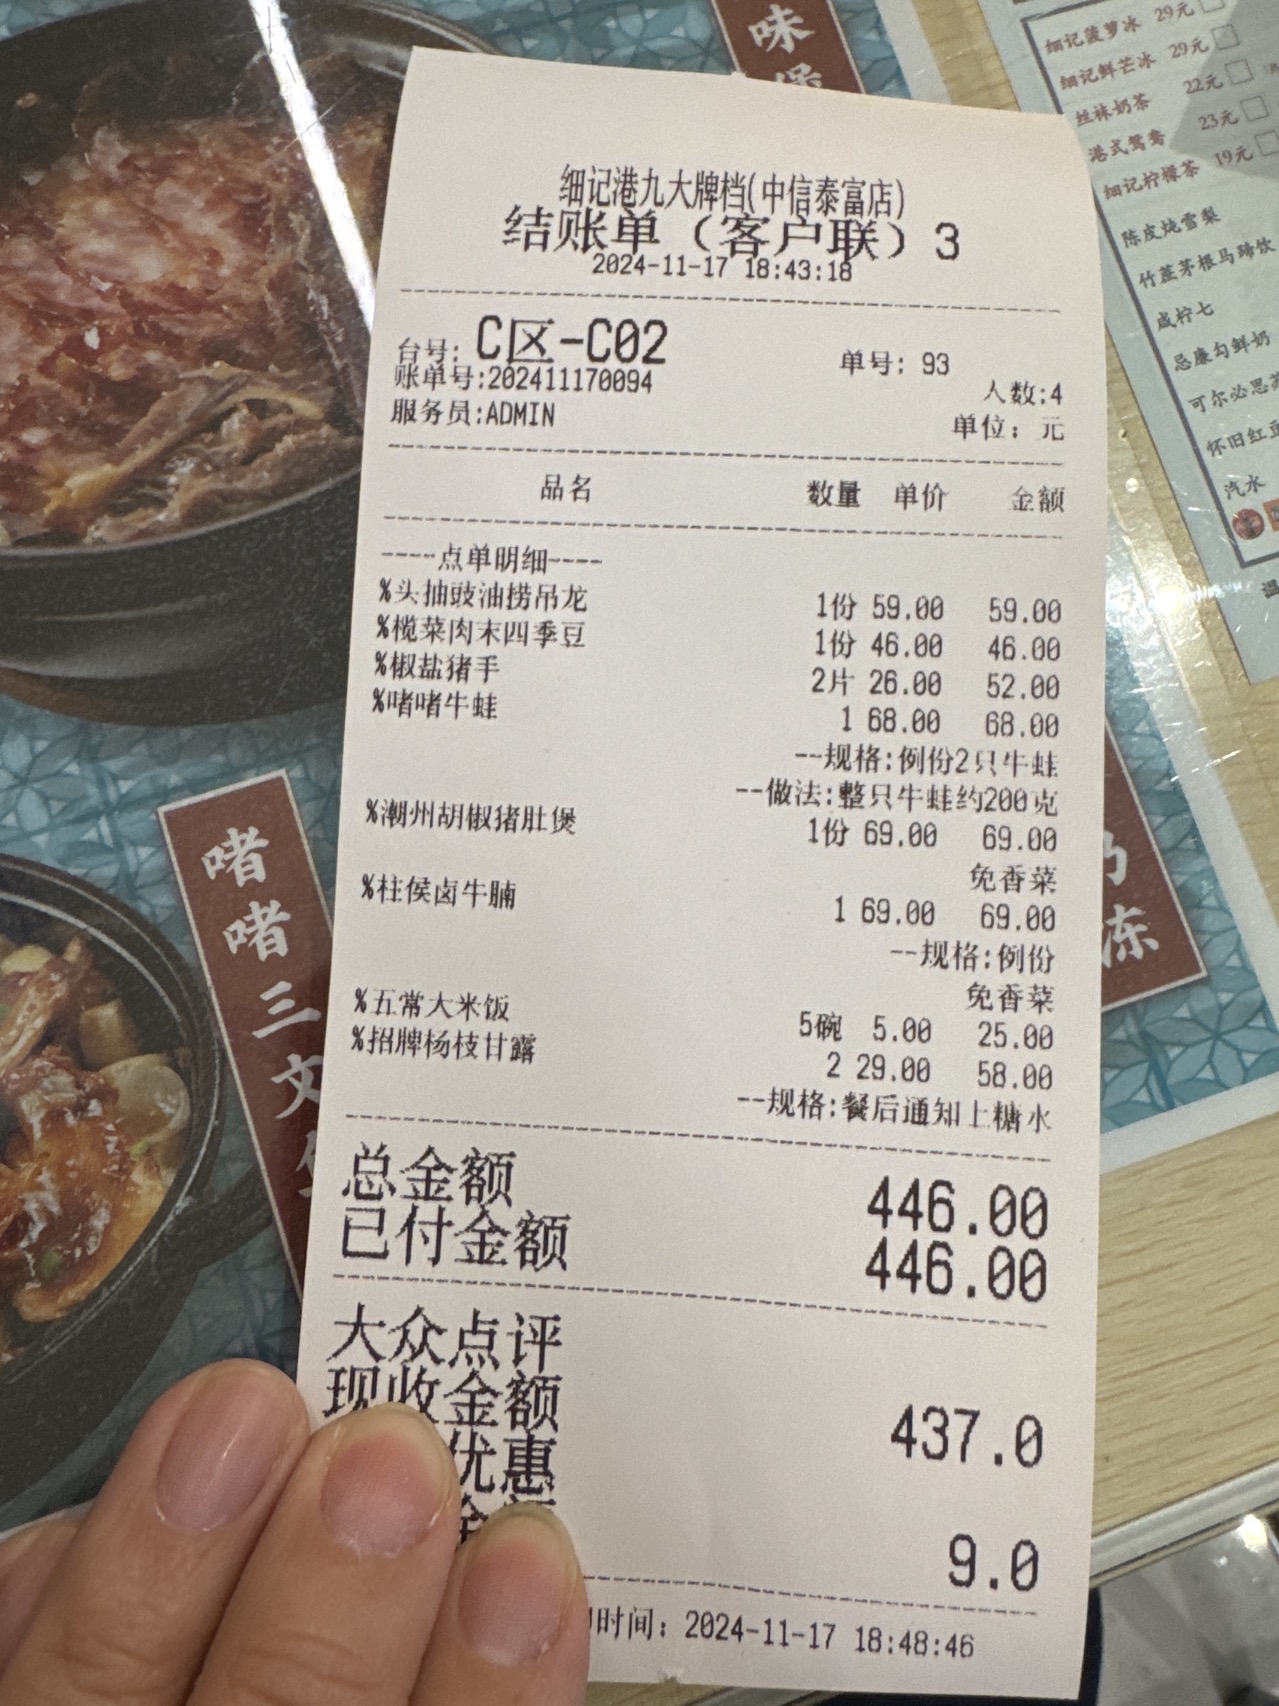 细记港九大牌档(中信泰富店)
结账单（客户联）3
2024-11-17 18:43:18
台号: C区-C02 单号: 93
账单号:202411170094 人数:4
服务员:ADMIN 单位: 元
品名 数量 单价 金额
----点单明细----
%头抽豉油捞吊龙 1份 59.00 59.00
%榄菜肉末四季豆 1份 46.00 46.00
%椒盐猪手 2片 26.00 52.00
%啫啫牛蛙 1 68.00 68.00
--规格:例份2只牛蛙
--做法:整只牛蛙约200克
%潮州胡椒猪肚煲 1份 69.00 69.00
免香菜
%柱侯卤牛腩 1 69.00 69.00
--规格:例份
免香菜
%五常大米饭 5碗 5.00 25.00
%招牌杨枝甘露 2 29.00 58.00
--规格:餐后通知上糖水
总金额 446.00
已付金额 446.00
大众点评
现收金额 437.0
优惠
9.0
时间: 2024-11-17 18:48:46
味
啫
啫
三
冻
细记菠萝冰 29元
细记鲜芒冰 29元
丝袜奶茶 22元
港式鸳鸯 23元
细记柠檬茶 19元
陈皮炖雪梨
竹蔗茅根马蹄饮
咸柠七
忌廉勾鲜奶
可尔必思
怀旧红豆
汽水